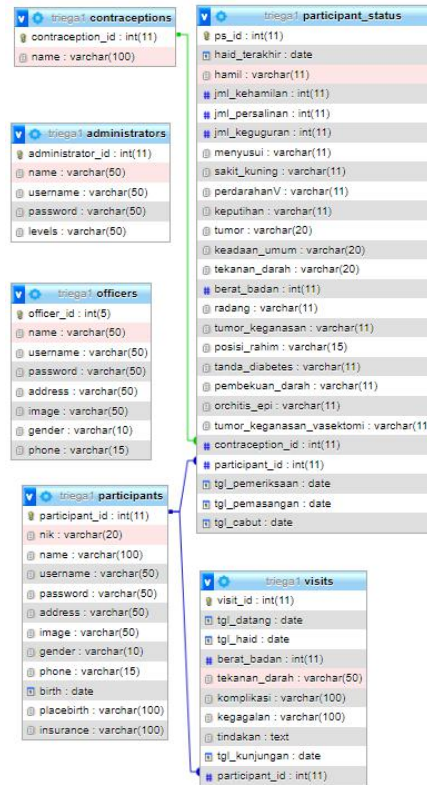 triega1 contraceptions
contraception_id : int(11)
name : varchar(100)
triega1 administrators
administrator_id : int(11)
name : varchar(50)
username : varchar(50)
password : varchar(50)
levels : varchar(50)
triega1 officers
officer_id : int(5)
name : varchar(50)
username : varchar(50)
password : varchar(50)
address : varchar(50)
image : varchar(50)
gender : varchar(10)
phone : varchar(15)
triega1 participants
participant_id : int(11)
nik : varchar(20)
name : varchar(100)
username : varchar(50)
password : varchar(50)
address : varchar(50)
image : varchar(50)
gender : varchar(10)
phone : varchar(15)
birth : date
placebirth : varchar(100)
insurance : varchar(100)
triega1 participant_status
ps_id : int(11)
haid_terakhir : date
hamil : varchar(11)
jml_kehamilan : int(11)
jml_persalinan : int(11)
jml_keguguran : int(11)
menyusui : varchar(11)
sakit_kuning : varchar(11)
perdarahanV : varchar(11)
keputihan : varchar(11)
tumor : varchar(20)
keadaan_umum : varchar(20)
tekanan_darah : varchar(20)
berat_badan : int(11)
radang : varchar(11)
tumor_keganasan : varchar(11)
posisi_rahim : varchar(15)
tanda_diabetes : varchar(11)
pembekuan_darah : varchar(11)
orchitis_epi : varchar(11)
tumor_keganasan_vasektomi : varchar(11
contraception_id : int(11)
participant_id : int(11)
tgl_pemeriksaan : date
tgl_pemasangan : date
tgl_cabut : date
triega1 visits
visit_id : int(11)
tgl_datang : date
tgl_haid : date
berat_badan : int(11)
tekanan_darah : varchar(50)
komplikasi : varchar(100)
kegagalan : varchar(100)
tindakan : text
tgl_kunjungan : date
participant_id : int(11)